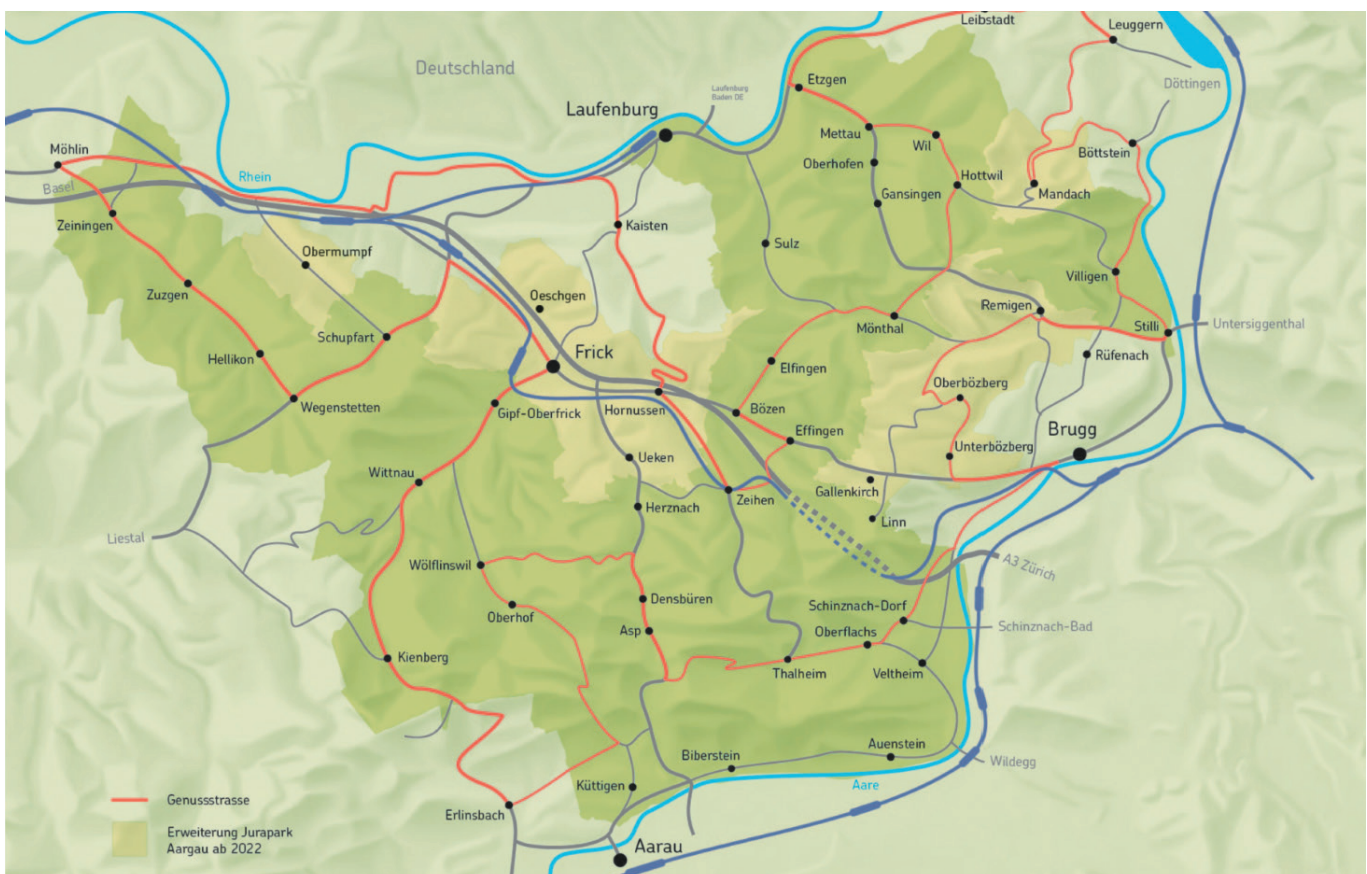 Leibstadt
Leuggern
Deutschland
Döttingen
Etzgen
Laufenburg
Baden DE
Laufenburg
Mettau
Wil
Böttstein
Möhlin
Oberhofen
Rhein
Hottwil
Basel
Gansingen
Mandach
Zeiningen
Kaisten
Sulz
Obermumpf
Villigen
Zuzgen
Oeschgen
Remigen
Mönthal
Stilli
Untersiggenthal
Schupfart
Frick
Rüfenach
Hellikon
Elfingen
Oberbözberg
Wegenstetten
Gipf-Oberfrick
Hornussen
Bözen
Brugg
Effingen
Unterbözberg
Ueken
Wittnau
Gallenkirch
Zeihen
Herznach
Linn
Liestal
A3 Zürich
Wölflinswil
Densbüren
Schinznach-Dorf
Oberhof
Asp
Oberflachs
Schinznach-Bad
Kienberg
Thalheim
Veltheim
Auenstein
Biberstein
Wildegg
Küttigen
Aare
Genussstrasse
Erlinsbach
Erweiterung Jurapark
Aargau ab 2022
Aarau